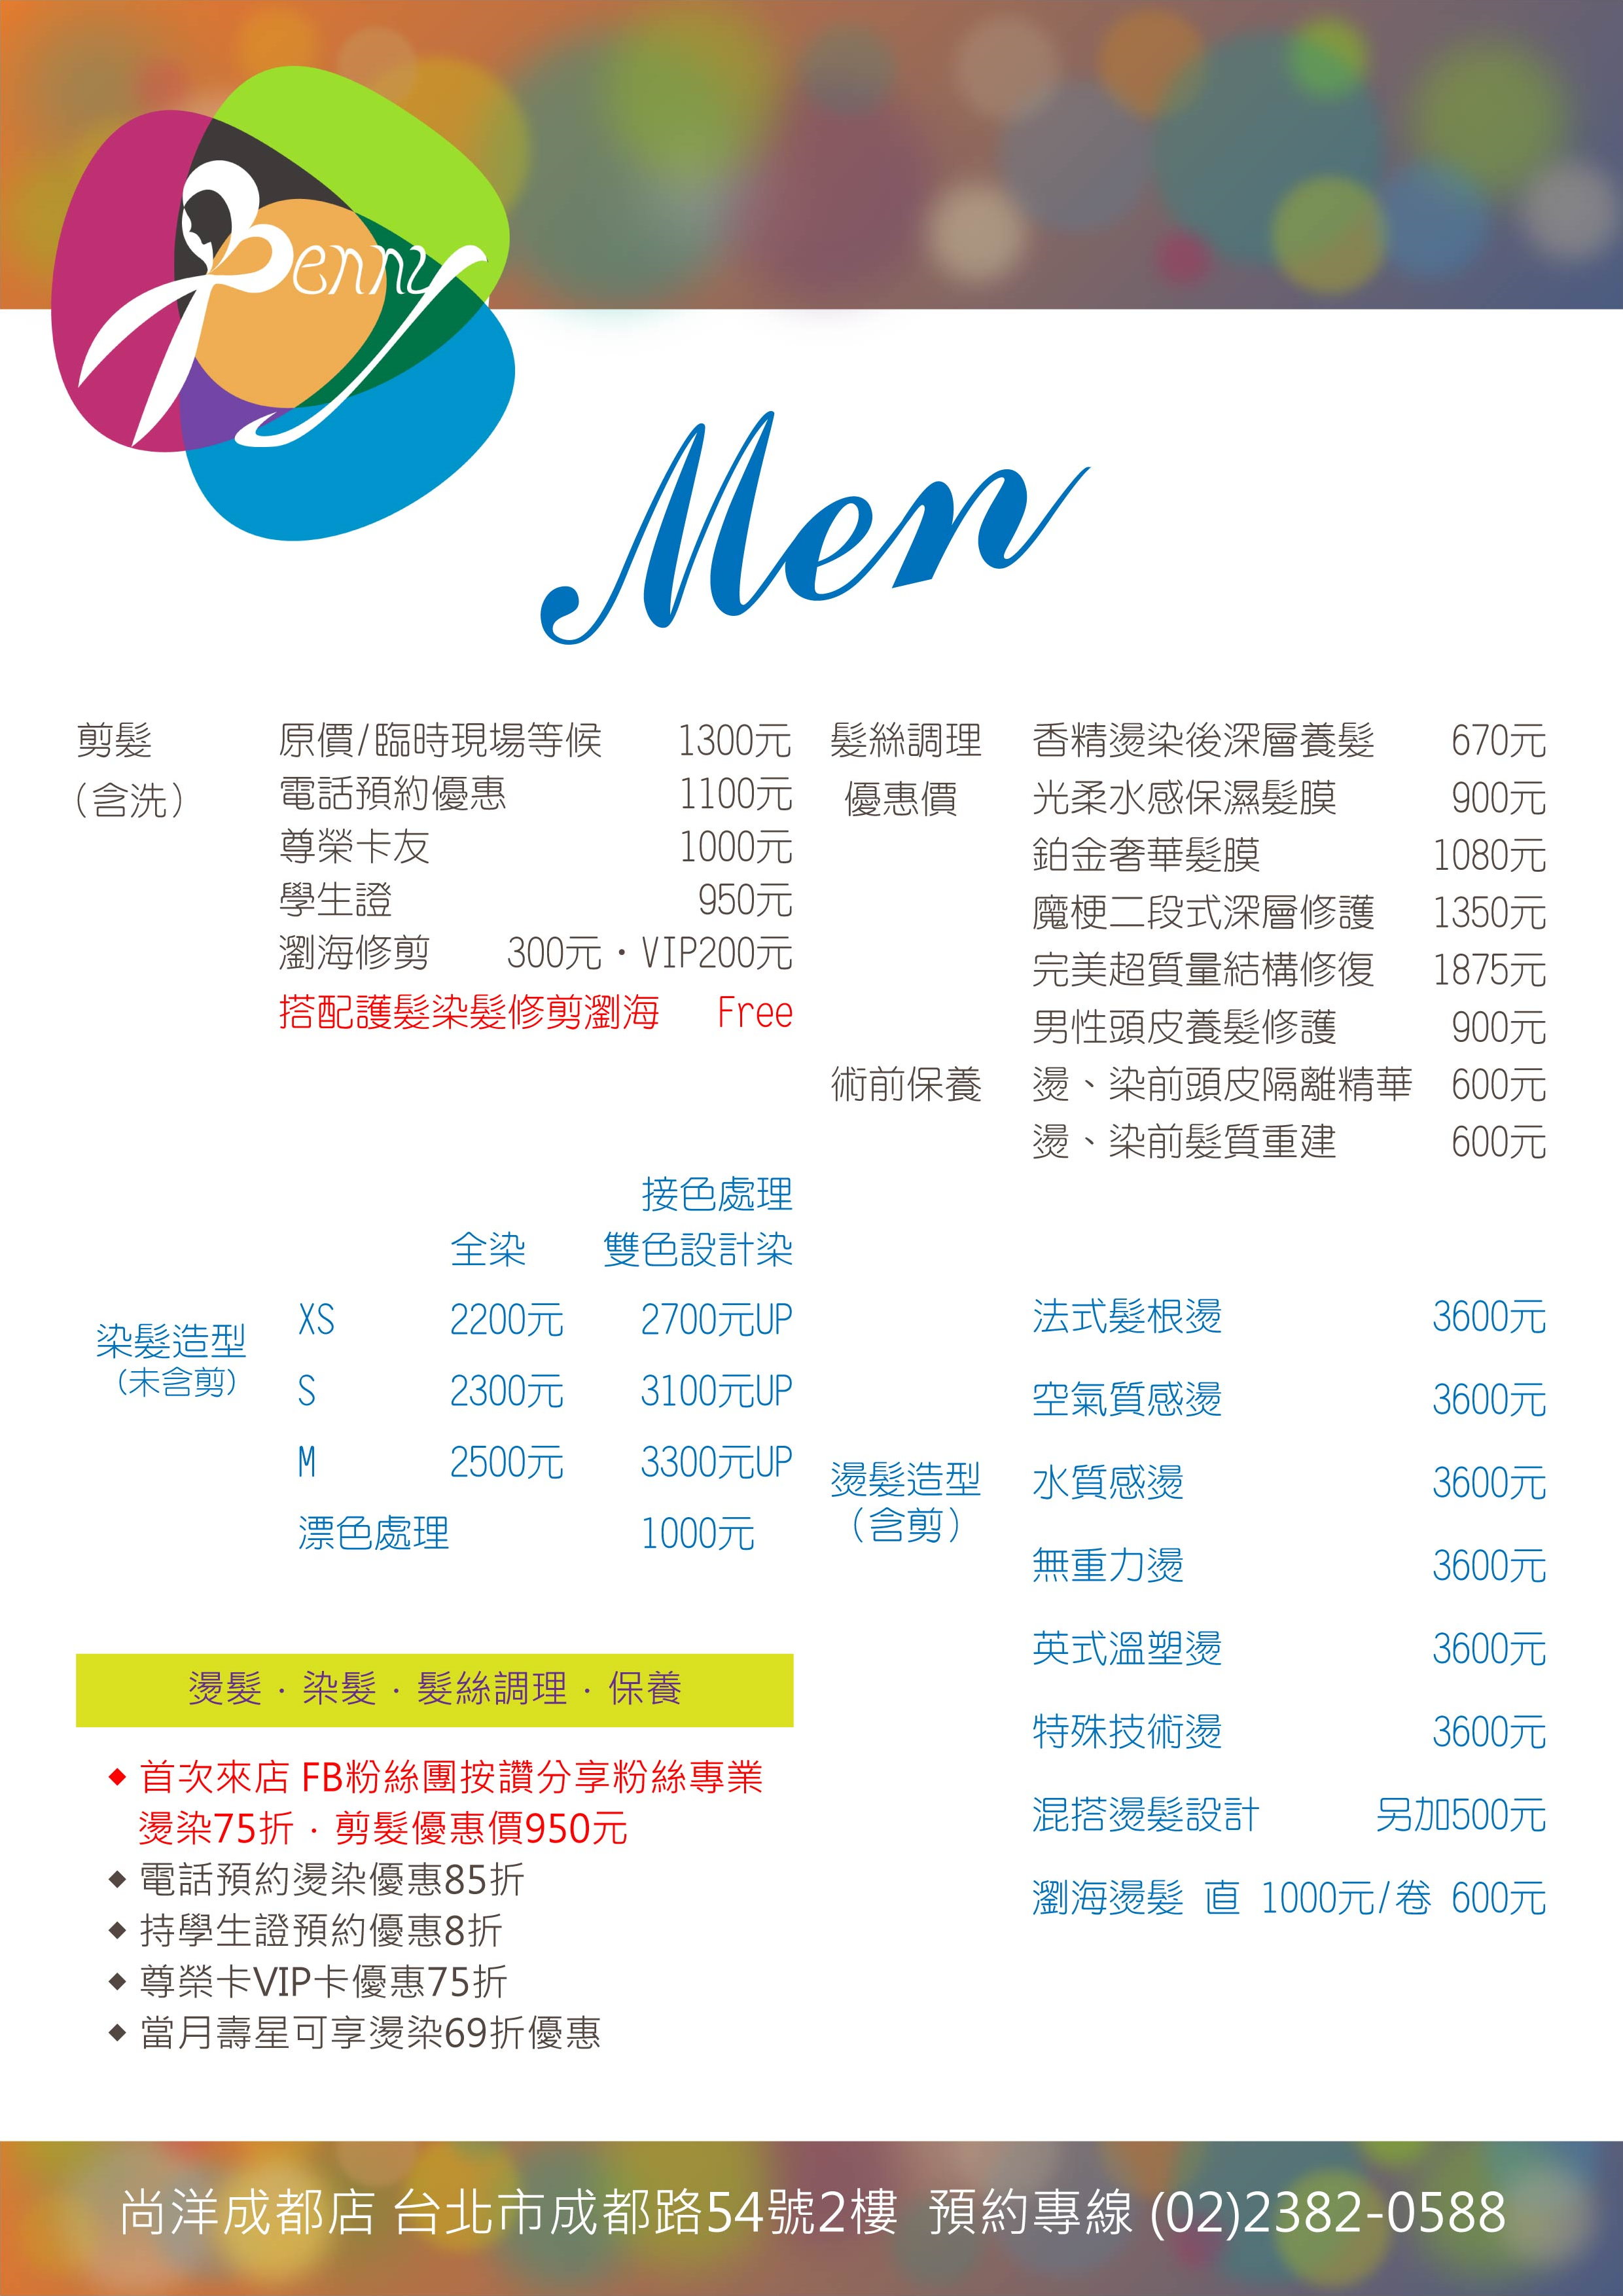 Penny
Men
剪髮
(含洗)
原價/臨時現場等候 1300元
電話預約優惠 1100元
尊榮卡友 1000元
學生證 950元
瀏海修剪 300元・VIP200元
搭配護髮染髮修剪瀏海 Free
髮絲調理
優惠價
香精燙染後深層養髮 670元
光柔水感保濕髮膜 900元
鉑金奢華髮膜 1080元
魔梗二段式深層修護 1350元
完美超質量結構修復 1875元
男性頭皮養髮修護 900元
術前保養 燙、染前頭皮隔離精華 600元
燙、染前髮質重建 600元
接色處理
全染 雙色設計染
染髮造型
(未含剪)
XS 2200元 2700元UP
S 2300元 3100元UP
M 2500元 3300元UP
漂色處理 1000元
燙髮造型
(含剪)
法式髮根燙 3600元
空氣質感燙 3600元
水質感燙 3600元
無重力燙 3600元
英式溫塑燙 3600元
特殊技術燙 3600元
混搭燙髮設計 另加500元
瀏海燙髮 直 1000元/卷 600元
燙髮．染髮．髮絲調理．保養
◆ 首次來店 FB粉絲團按讚分享粉絲專業
燙染75折．剪髮優惠價950元
◆ 電話預約燙染優惠85折
◆ 持學生證預約優惠8折
◆ 尊榮卡VIP卡優惠75折
◆ 當月壽星可享燙染69折優惠
尚洋成都店 台北市成都路54號2樓 預約專線 (02)2382-0588